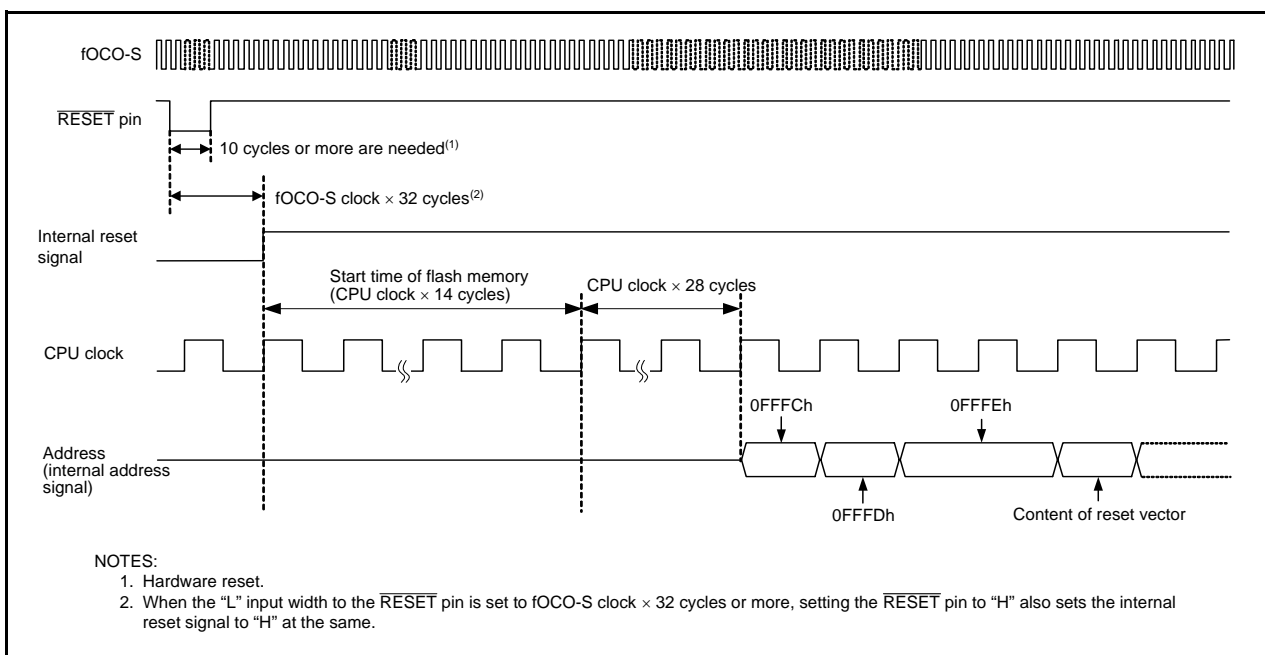 fOCO-S
RESET pin
10 cycles or more are needed(1)
fOCO-S clock × 32 cycles(2)
Internal reset
signal
Start time of flash memory
(CPU clock × 14 cycles)
CPU clock × 28 cycles
CPU clock
0FFFCh
0FFFEh
Address
(internal address
signal)
0FFFDh
Content of reset vector
NOTES:
1. Hardware reset.
2. When the “L” input width to the RESET pin is set to fOCO-S clock × 32 cycles or more, setting the RESET pin to “H” also sets the internal
reset signal to “H” at the same.